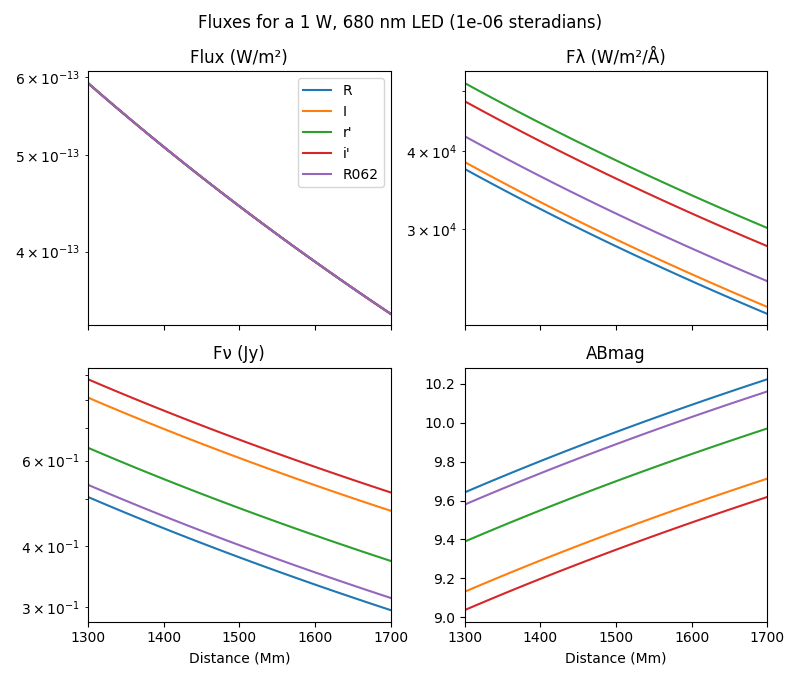 Fluxes for a 1 W, 680 nm LED (1e-06 steradians)
Flux (W/m²)
6 × 10⁻¹³
5 × 10⁻¹³
4 × 10⁻¹³
R
I
r'
i'
R062
Fλ (W/m²/Å)
4 × 10⁴
3 × 10⁴
Fν (Jy)
6 × 10⁻¹
4 × 10⁻¹
3 × 10⁻¹
1300 1400 1500 1600 1700
Distance (Mm)
ABmag
10.2
10.0
9.8
9.6
9.4
9.2
9.0
1300 1400 1500 1600 1700
Distance (Mm)